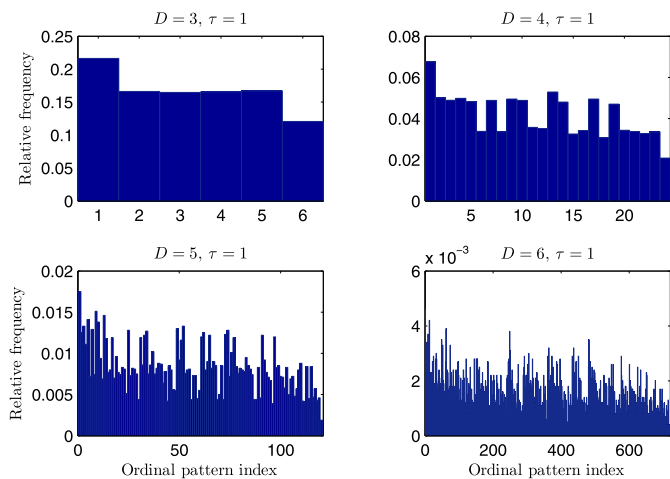 D = 3, τ = 1
Relative frequency
0.25
0.2
0.15
0.1
0.05
0
1 2 3 4 5 6
D = 4, τ = 1
0.08
0.06
0.04
0.02
0
5 10 15 20
D = 5, τ = 1
Relative frequency
0.02
0.015
0.01
0.005
0
0 50 100
Ordinal pattern index
D = 6, τ = 1
x 10⁻³
6
4
2
0
0 200 400 600
Ordinal pattern index